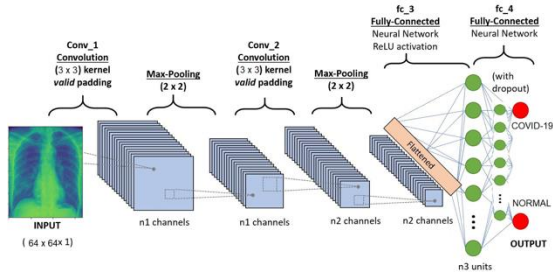 Conv_1
Convolution
(3 x 3) kernel
valid padding
Max-Pooling
(2 x 2)
Conv_2
Convolution
(3 x 3) kernel
valid padding
Max-Pooling
(2 x 2)
fc_3
Fully-Connected
Neural Network
ReLU activation
fc_4
Fully-Connected
Neural Network
(with
dropout)
COVID-19
Flattened
...
NORMAL
OUTPUT
INPUT
(64 x 64 x 1)
n1 channels
n1 channels
n2 channels
n2 channels
n3 units